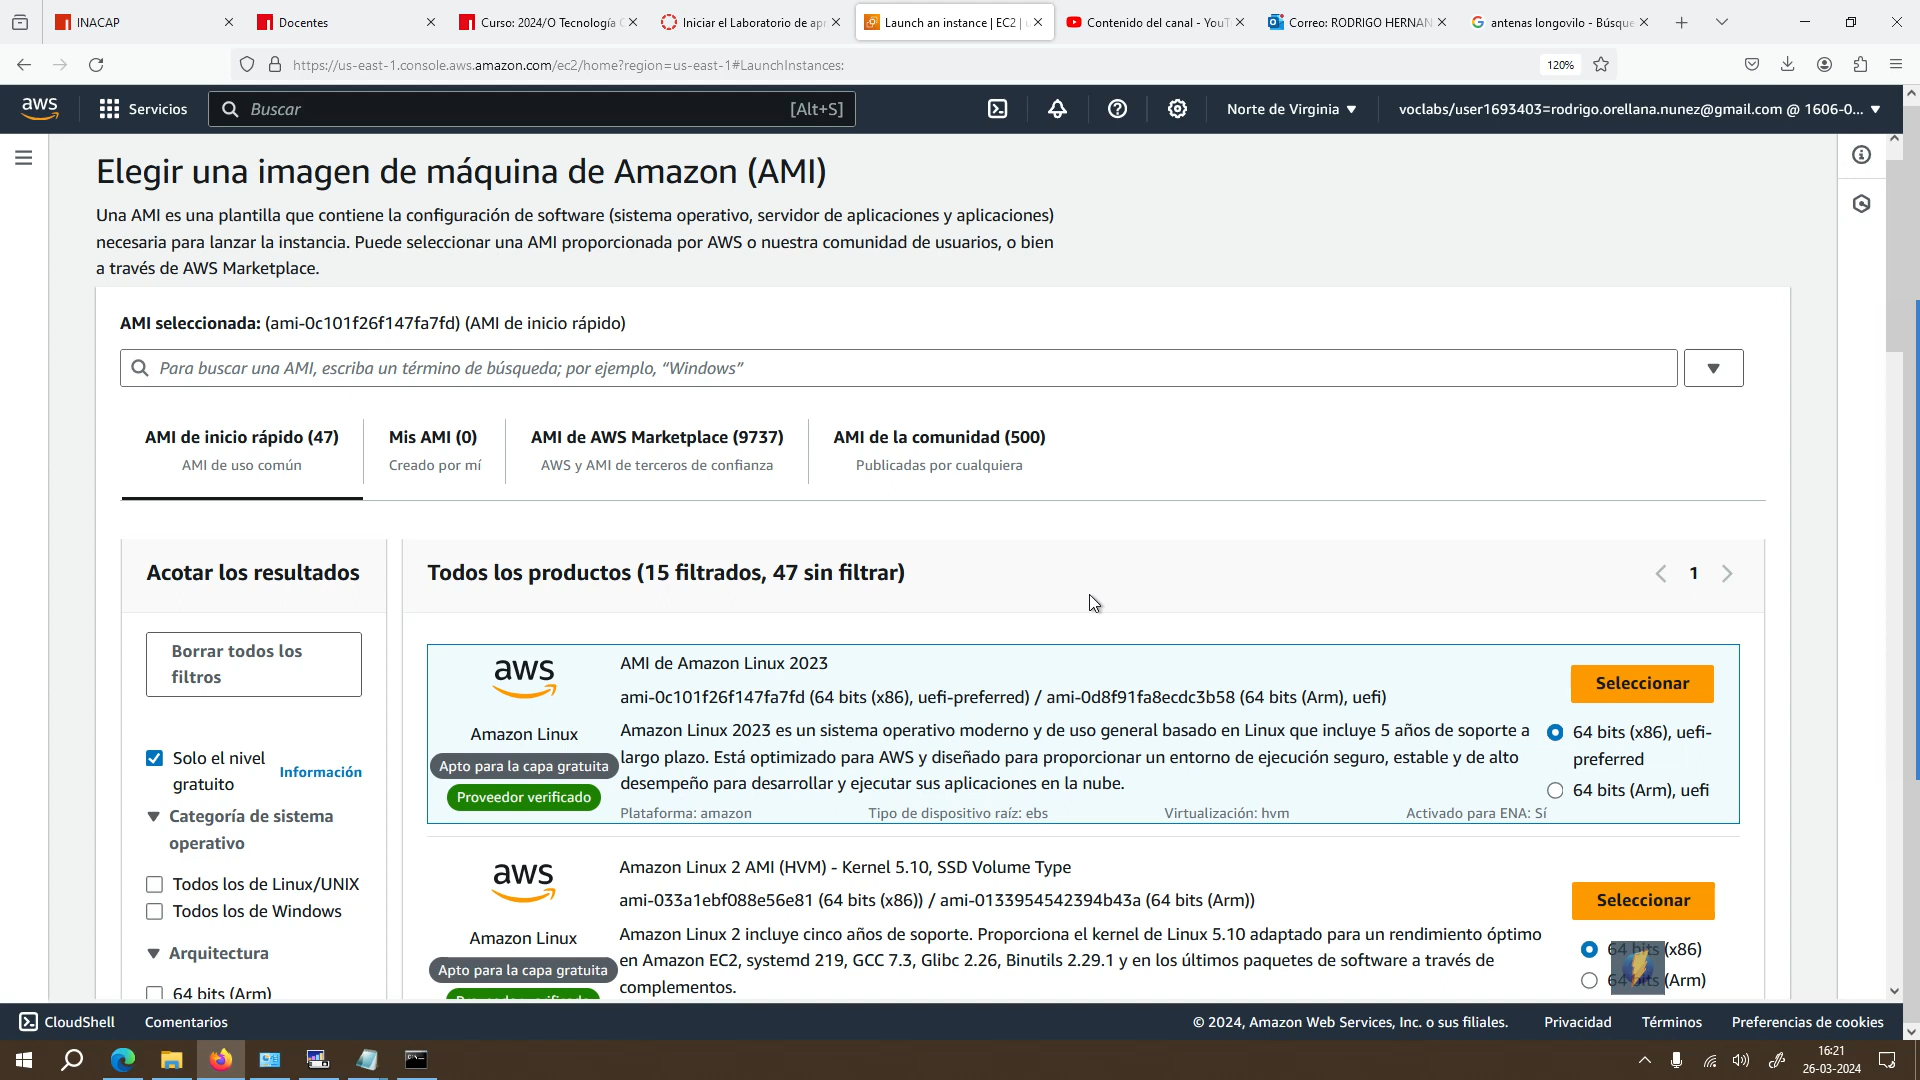 INACAP
Docentes
Curso: 2024/O Tecnología
Iniciar el Laboratorio de apr
Launch an instance | EC2 |
Contenido del canal - YouT
Correo: RODRIGO HERNAN
antenas longovilo - Búsque
https://us-east-1.console.aws.amazon.com/ec2/home?region=us-east-1#LaunchInstances:
120%
aws
Servicios
Buscar
[Alt+S]
Norte de Virginia
voclabs/user1693403=rodrigo.orellana.nunez@gmail.com @ 1606-0...
Elegir una imagen de máquina de Amazon (AMI)
Una AMI es una plantilla que contiene la configuración de software (sistema operativo, servidor de aplicaciones y aplicaciones)
necesaria para lanzar la instancia. Puede seleccionar una AMI proporcionada por AWS o nuestra comunidad de usuarios, o bien
a través de AWS Marketplace.
AMI seleccionada: (ami-0c101f26f147fa7fd) (AMI de inicio rápido)
Para buscar una AMI, escriba un término de búsqueda; por ejemplo, “Windows”
AMI de inicio rápido (47)
AMI de uso común
Mis AMI (0)
Creado por mí
AMI de AWS Marketplace (9737)
AWS y AMI de terceros de confianza
AMI de la comunidad (500)
Publicadas por cualquiera
Acotar los resultados
Borrar todos los
filtros
Solo el nivel
gratuito
Información
Categoría de sistema
operativo
Todos los de Linux/UNIX
Todos los de Windows
Arquitectura
64 bits (Arm)
Todos los productos (15 filtrados, 47 sin filtrar)
1
aws
Amazon Linux
Apto para la capa gratuita
Proveedor verificado
AMI de Amazon Linux 2023
ami-0c101f26f147fa7fd (64 bits (x86), uefi-preferred) / ami-0d8f91fa8ecdc3b58 (64 bits (Arm), uefi)
Amazon Linux 2023 es un sistema operativo moderno y de uso general basado en Linux que incluye 5 años de soporte a
largo plazo. Está optimizado para AWS y diseñado para proporcionar un entorno de ejecución seguro, estable y de alto
desempeño para desarrollar y ejecutar sus aplicaciones en la nube.
Plataforma: amazon
Tipo de dispositivo raíz: ebs
Virtualización: hvm
Activado para ENA: Sí
Seleccionar
64 bits (x86), uefi-
preferred
64 bits (Arm), uefi
aws
Amazon Linux
Apto para la capa gratuita
Amazon Linux 2 AMI (HVM) - Kernel 5.10, SSD Volume Type
ami-033a1ebf088e56e81 (64 bits (x86)) / ami-0133954542394b43a (64 bits (Arm))
Amazon Linux 2 incluye cinco años de soporte. Proporciona el kernel de Linux 5.10 adaptado para un rendimiento óptimo
en Amazon EC2, systemd 219, GCC 7.3, Glibc 2.26, Binutils 2.29.1 y en los últimos paquetes de software a través de
complementos.
Seleccionar
64 bits (x86)
64 bits (Arm)
CloudShell
Comentarios
© 2024, Amazon Web Services, Inc. o sus filiales.
Privacidad
Términos
Preferencias de cookies
16:21
26-03-2024